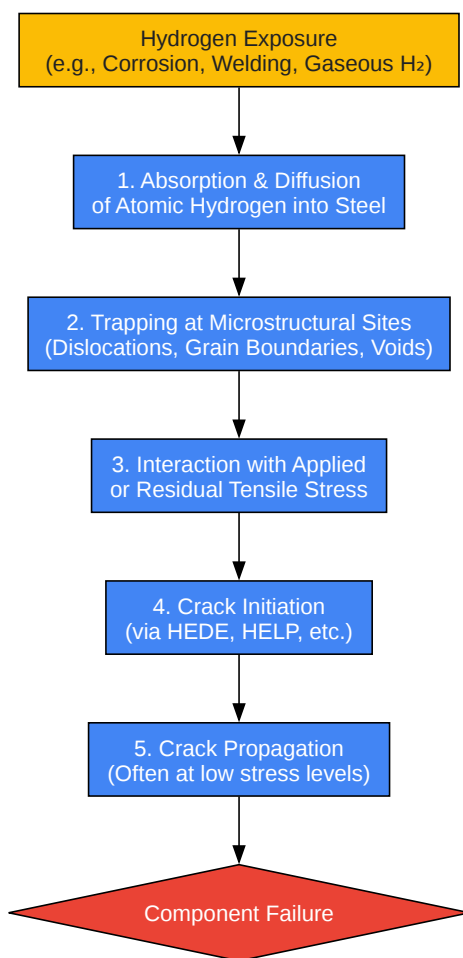 Hydrogen Exposure
(e.g., Corrosion, Welding, Gaseous H₂)
1. Absorption & Diffusion
of Atomic Hydrogen into Steel
2. Trapping at Microstructural Sites
(Dislocations, Grain Boundaries, Voids)
3. Interaction with Applied
or Residual Tensile Stress
4. Crack Initiation
(via HEDE, HELP, etc.)
5. Crack Propagation
(Often at low stress levels)
Component Failure